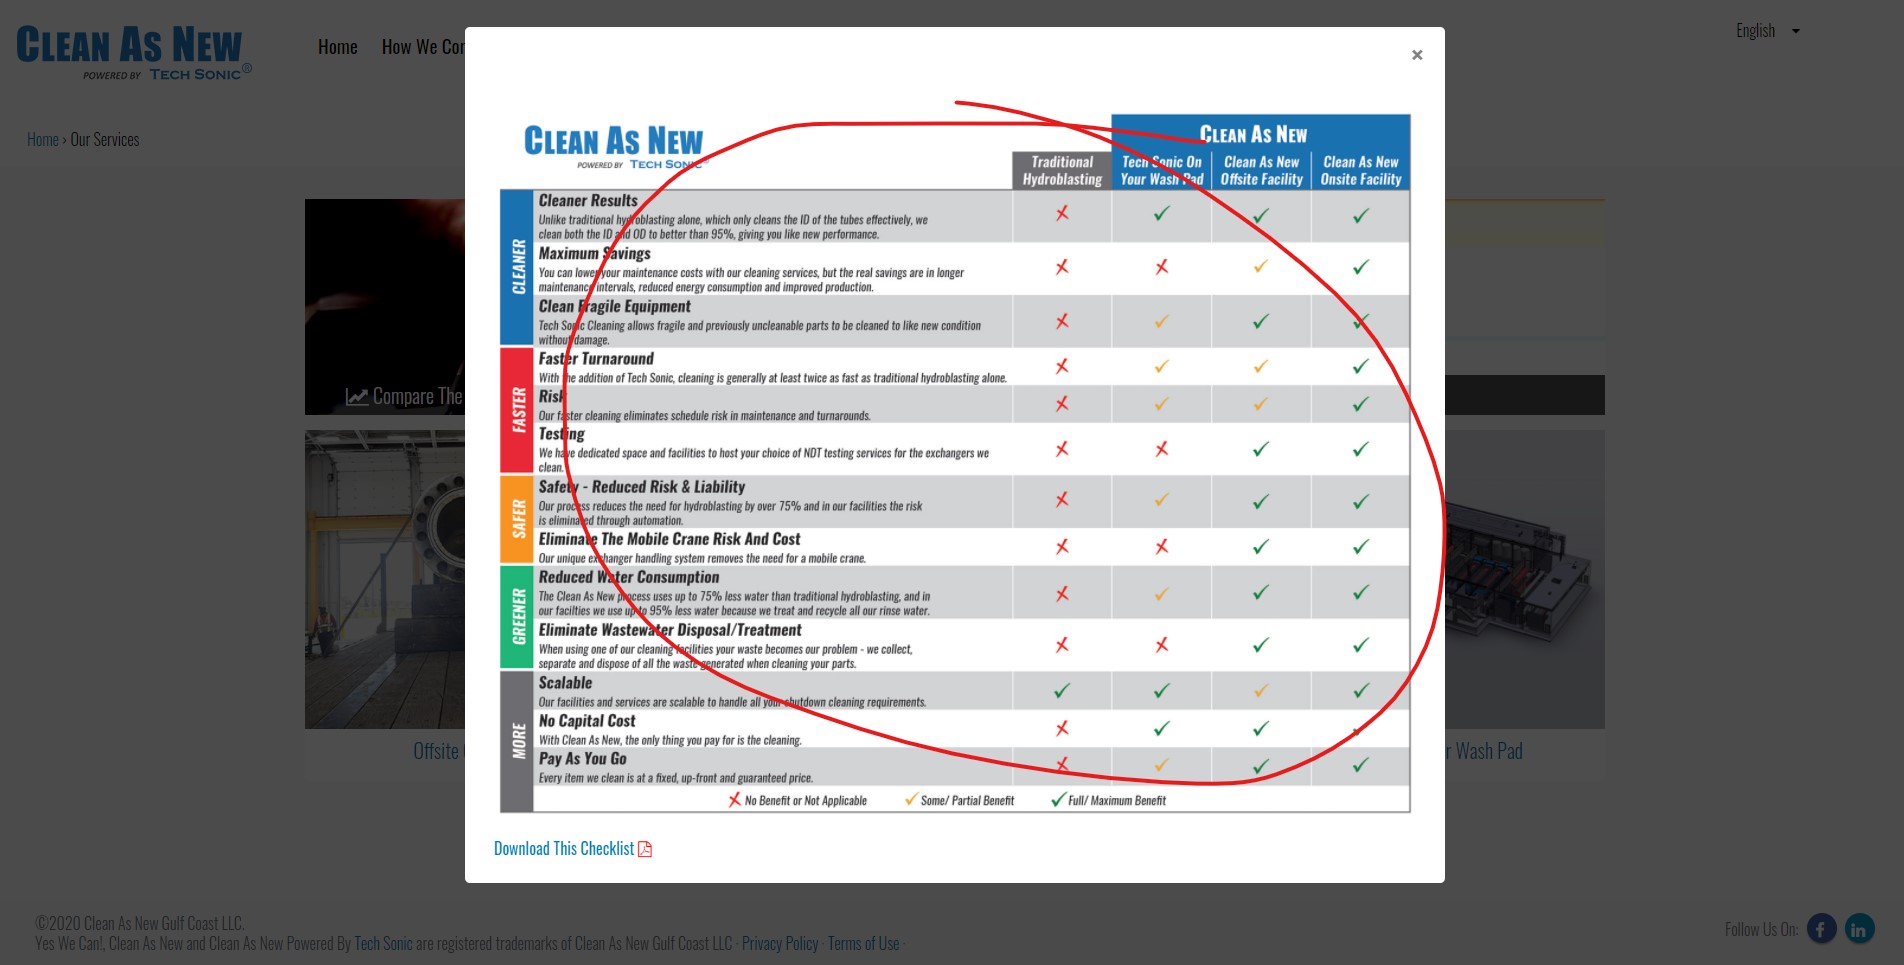 CLEAN AS NEW
POWERED BY TECH SONIC®
Home
How We Con
English
Home › Our Services
×
CLEAN AS NEW
POWERED BY TECH SONIC
CLEAN AS NEW
Traditional Hydroblasting
Tech Sonic On Your Wash Pad
Clean As New Offsite Facility
Clean As New Onsite Facility
CLEANER
Cleaner Results
Unlike traditional hydroblasting alone, which only cleans the ID of the tubes effectively, we
clean both the ID and OD to better than 95%, giving you like new performance.
Maximum Savings
You can lower your maintenance costs with our cleaning services, but the real savings are in longer
maintenance intervals, reduced energy consumption and improved production.
Clean Fragile Equipment
Tech Sonic Cleaning allows fragile and previously uncleanable parts to be cleaned to like new condition
without damage.
FASTER
Faster Turnaround
With the addition of Tech Sonic, cleaning is generally at least twice as fast as traditional hydroblasting alone.
Risk
Our faster cleaning eliminates schedule risk in maintenance and turnarounds.
Testing
We have dedicated space and facilities to host your choice of NDT testing services for the exchangers we
clean.
SAFER
Safety - Reduced Risk & Liability
Our process reduces the need for hydroblasting by over 75% and in our facilities the risk
is eliminated through automation.
Eliminate The Mobile Crane Risk And Cost
Our unique exchanger handling system removes the need for a mobile crane.
GREENER
Reduced Water Consumption
The Clean As New process uses up to 75% less water than traditional hydroblasting, and in
our facilties we use up to 95% less water because we treat and recycle all our rinse water.
Eliminate Wastewater Disposal/Treatment
When using one of our cleaning facilities your waste becomes our problem - we collect,
separate and dispose of all the waste generated when cleaning your parts.
MORE
Scalable
Our facilities and services are scalable to handle all your shutdown cleaning requirements.
No Capital Cost
With Clean As New, the only thing you pay for is the cleaning.
Pay As You Go
Every item we clean is at a fixed, up-front and guaranteed price.
No Benefit or Not Applicable
Some/ Partial Benefit
Full/ Maximum Benefit
Download This Checklist
Compare The
Offsite
r Wash Pad
©2020 Clean As New Gulf Coast LLC.
Yes We Can!, Clean As New and Clean As New Powered By Tech Sonic are registered trademarks of Clean As New Gulf Coast LLC · Privacy Policy · Terms of Use ·
Follow Us On: